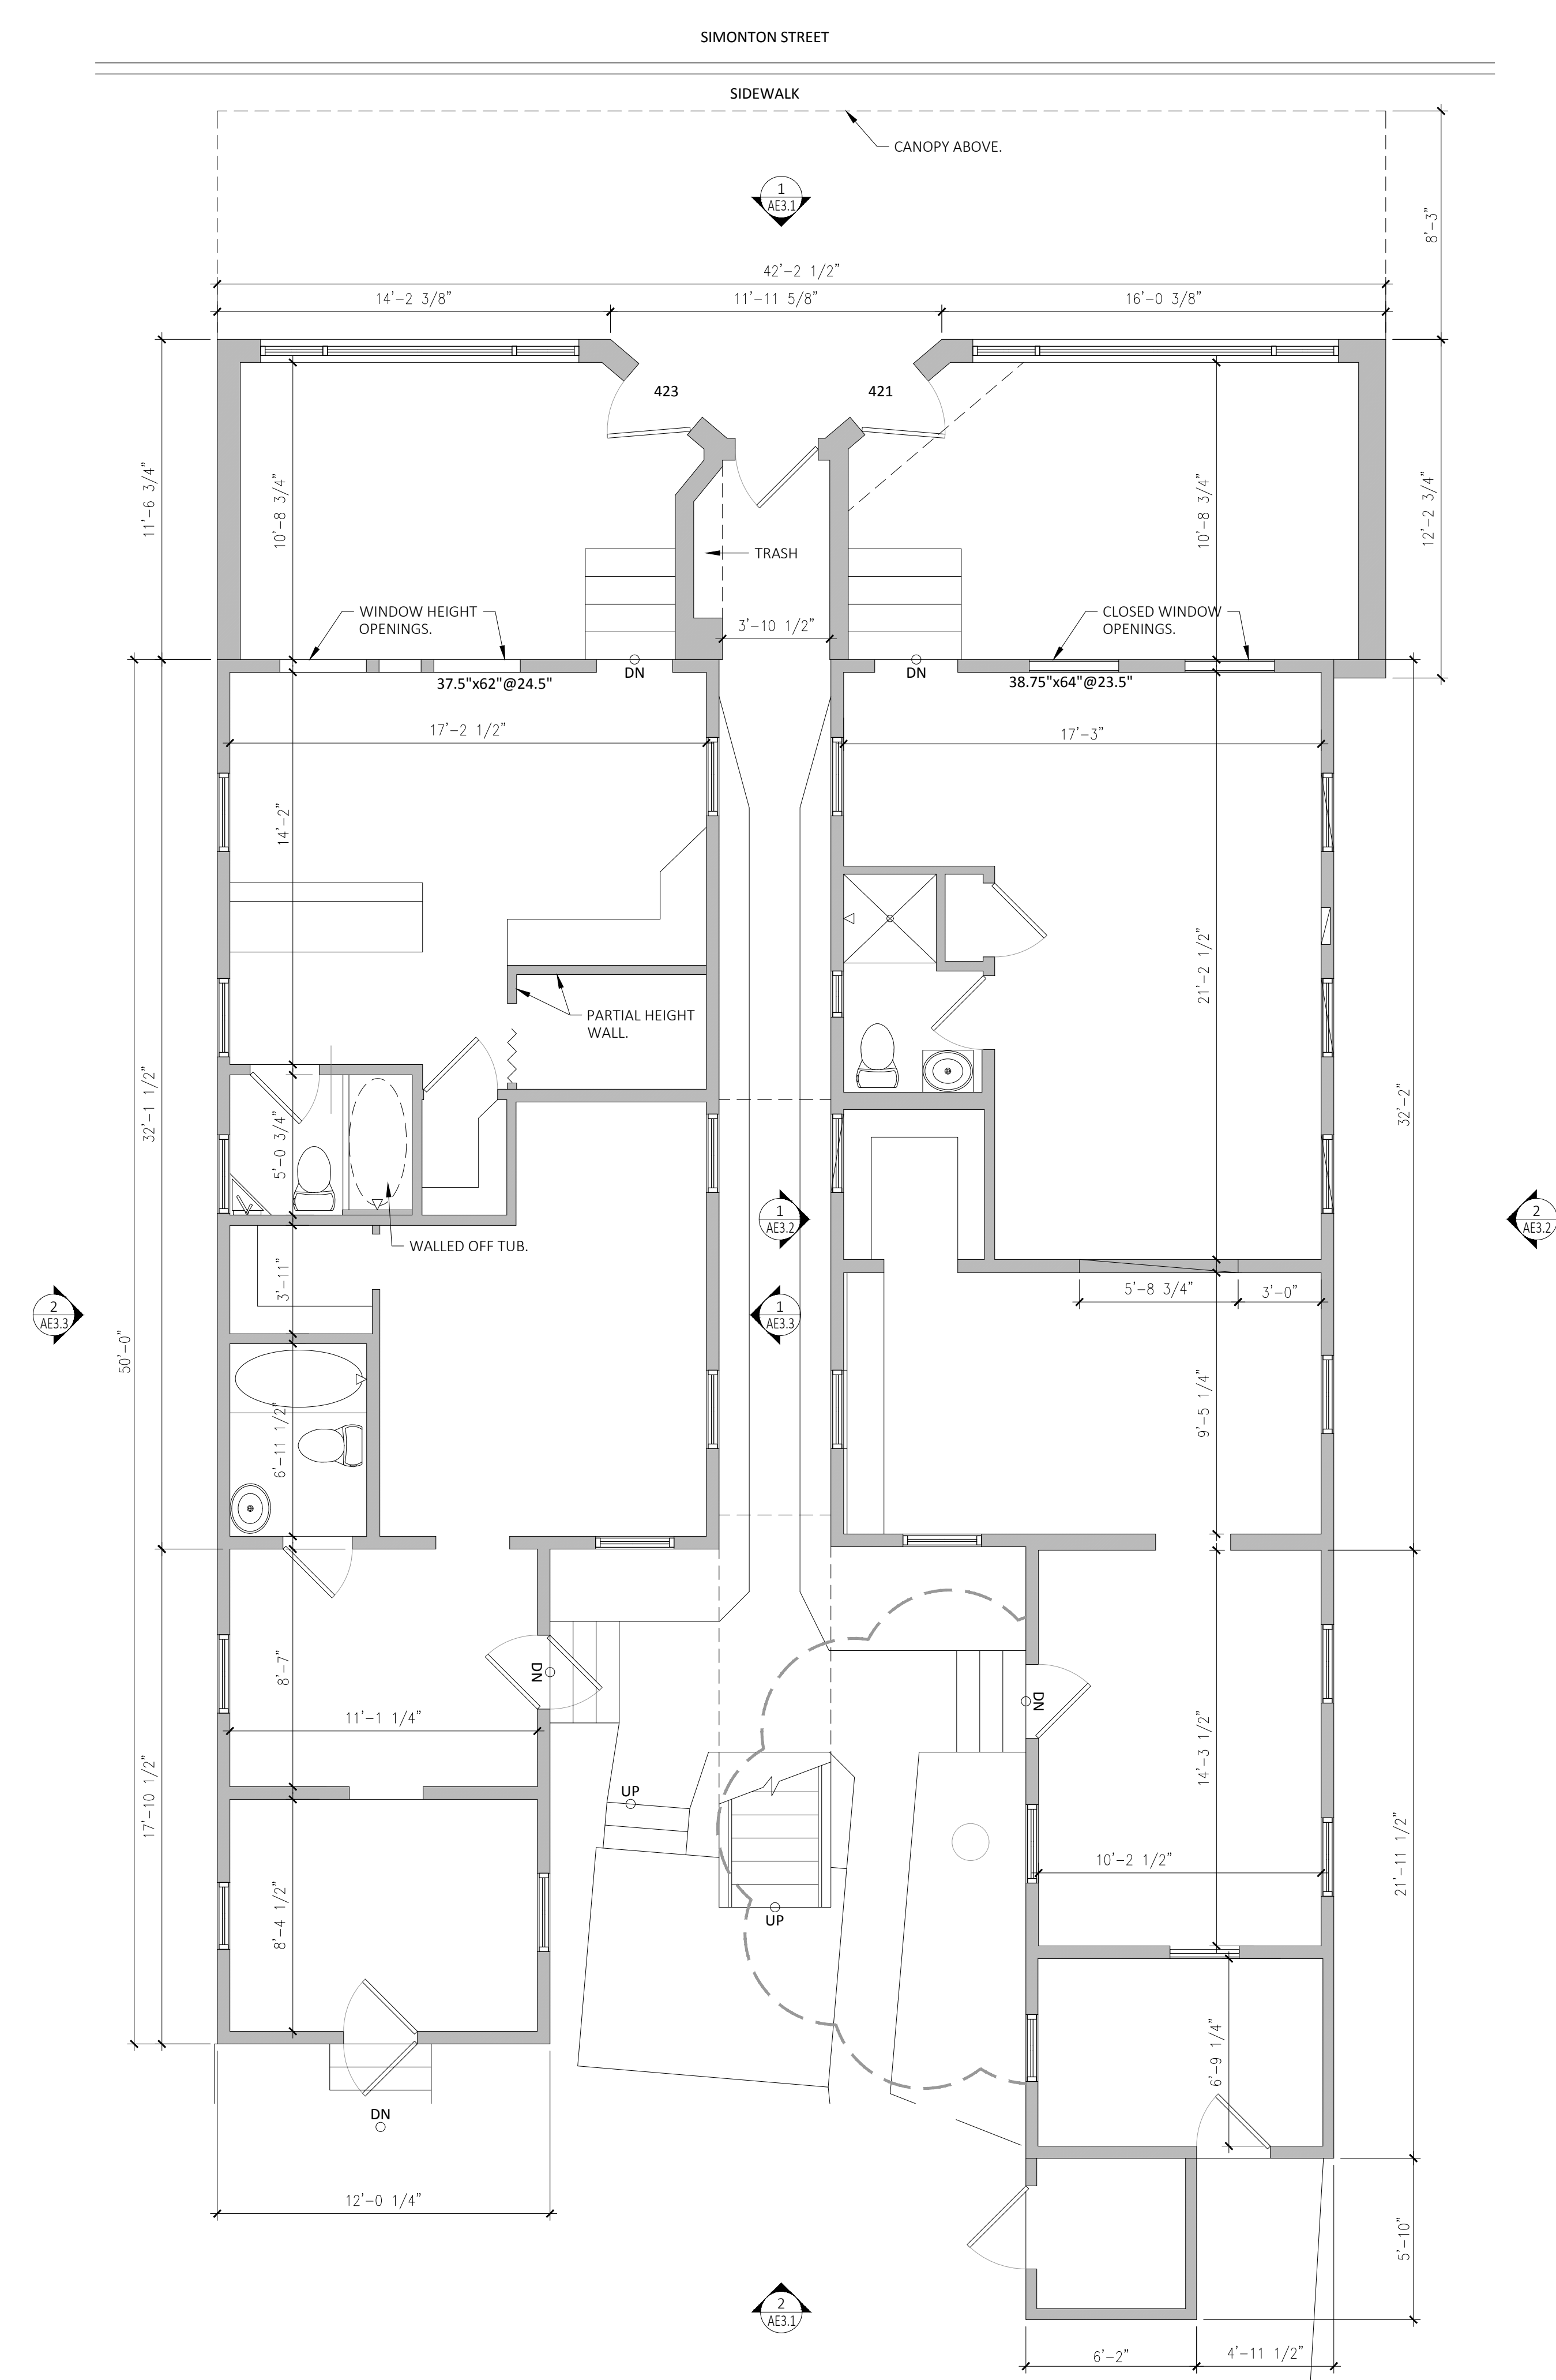 SIMONTON STREET
SIDEWALK
CANOPY ABOVE.
1
AE3.1
8'-3"
42'-2 1/2"
14'-2 3/8"
11'-11 5/8"
16'-0 3/8"
423
421
11'-6 3/4"
10'-8 3/4"
10'-8 3/4"
12'-2 3/4"
TRASH
WINDOW HEIGHT
OPENINGS.
CLOSED WINDOW
OPENINGS.
3'-10 1/2"
DN
DN
37.5"x62"@24.5"
38.75"x64"@23.5"
17'-2 1/2"
17'-3"
14'-2"
21'-2 1/2"
PARTIAL HEIGHT
WALL.
32'-1 1/2"
32'-2"
5'-0 3/4"
WALLED OFF TUB.
1
AE3.2
2
AE3.2
3'-11"
5'-8 3/4"
3'-0"
2
AE3.3
1
AE3.3
50'-0"
9'-5 1/4"
6'-11 1/2"
8'-7"
DN
DN
11'-1 1/4"
14'-3 1/2"
17'-10 1/2"
UP
10'-2 1/2"
21'-11 1/2"
8'-4 1/2"
UP
6'-9 1/4"
DN
12'-0 1/4"
5'-10"
2
AE3.1
6'-2"
4'-11 1/2"